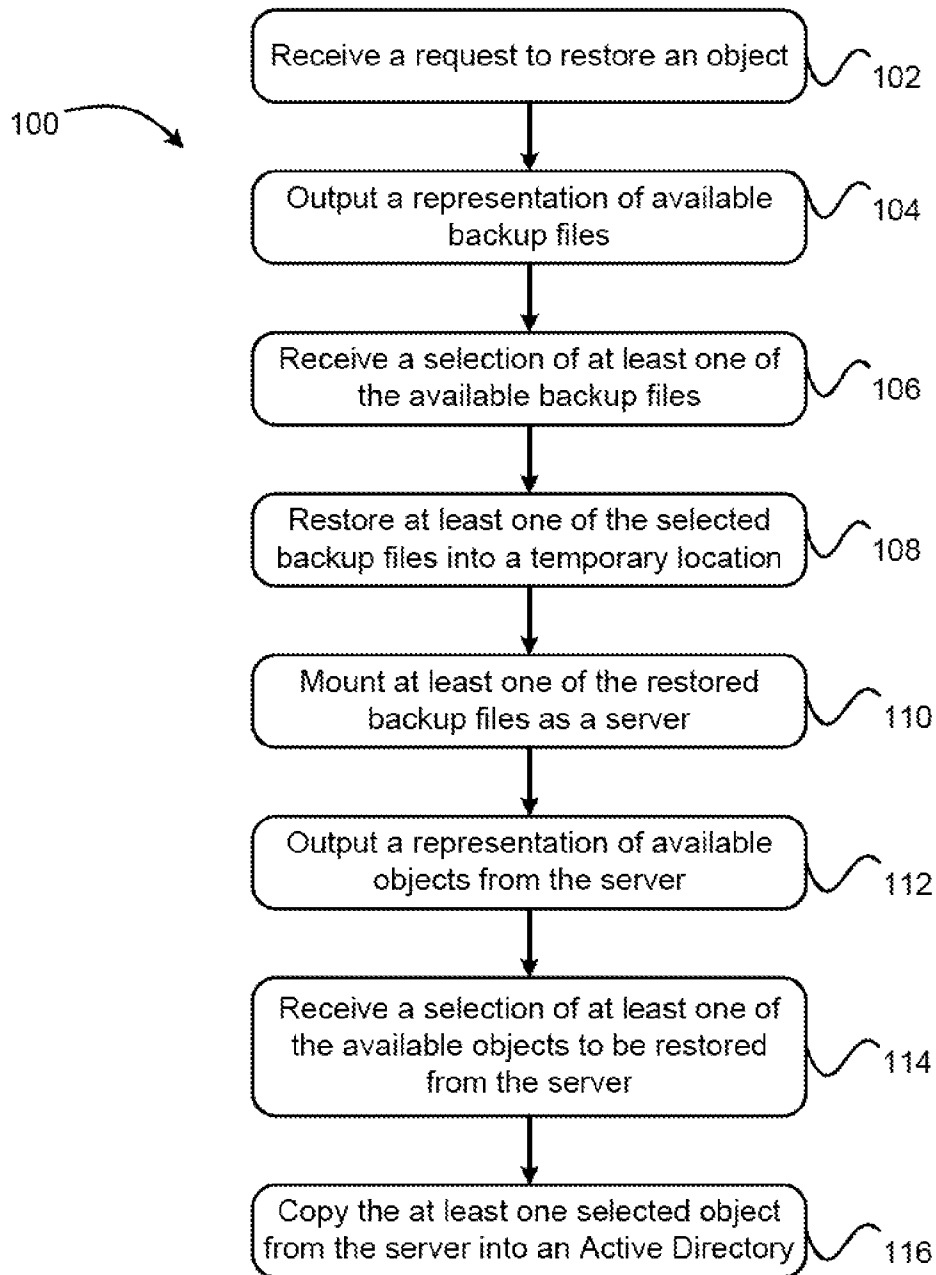 Receive a request to restore an object
102
100
Output a representation of available
backup files
104
Receive a selection of at least one of
the available backup files
106
Restore at least one of the selected
backup files into a temporary location
108
Mount at least one of the restored
backup files as a server
110
Output a representation of available
objects from the server
112
Receive a selection of at least one of
the available objects to be restored
from the server
114
Copy the at least one selected object
from the server into an Active Directory
116